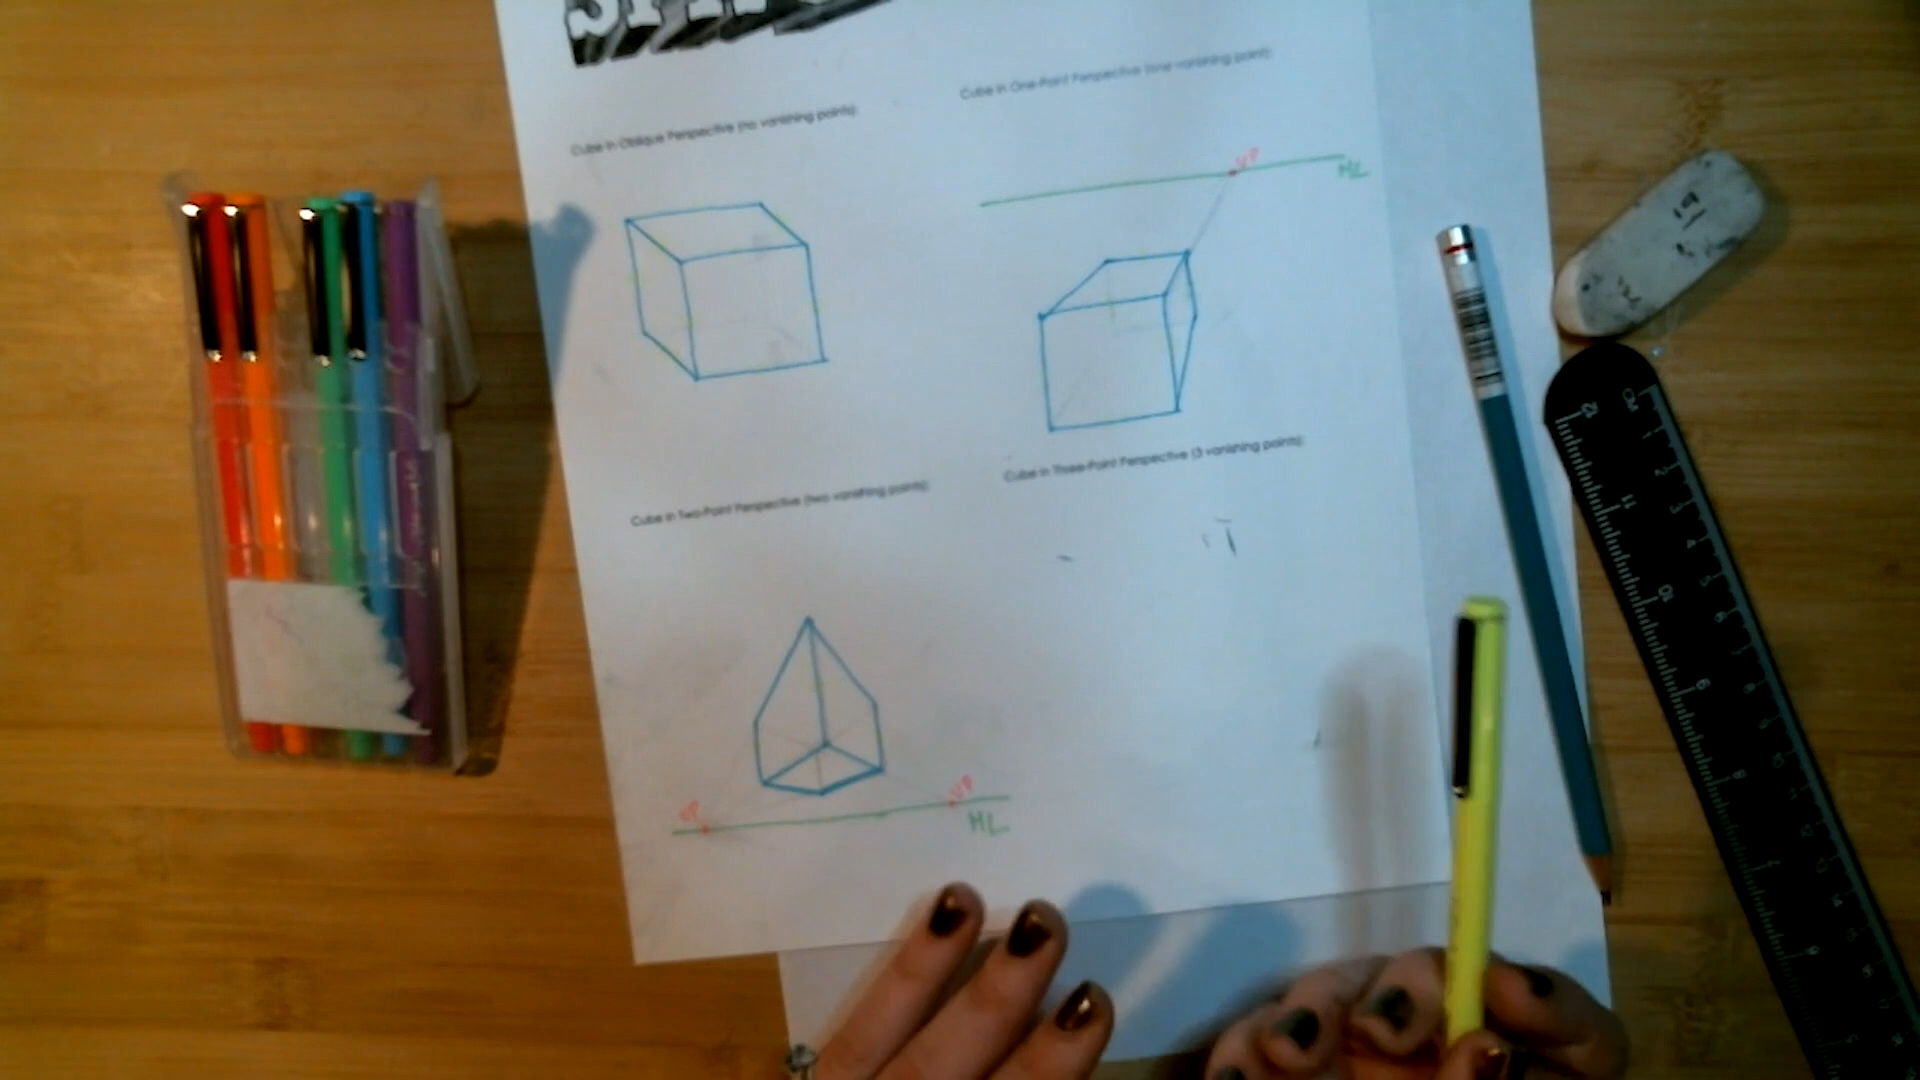 Cube in One-Point Perspective (one vanishing point):
Cube in Oblique Perspective (no vanishing points):
VP
HL
Cube in Three-Point Perspective (3 vanishing points):
Cube in Two-Point Perspective (two vanishing points):
VP
VP
HL